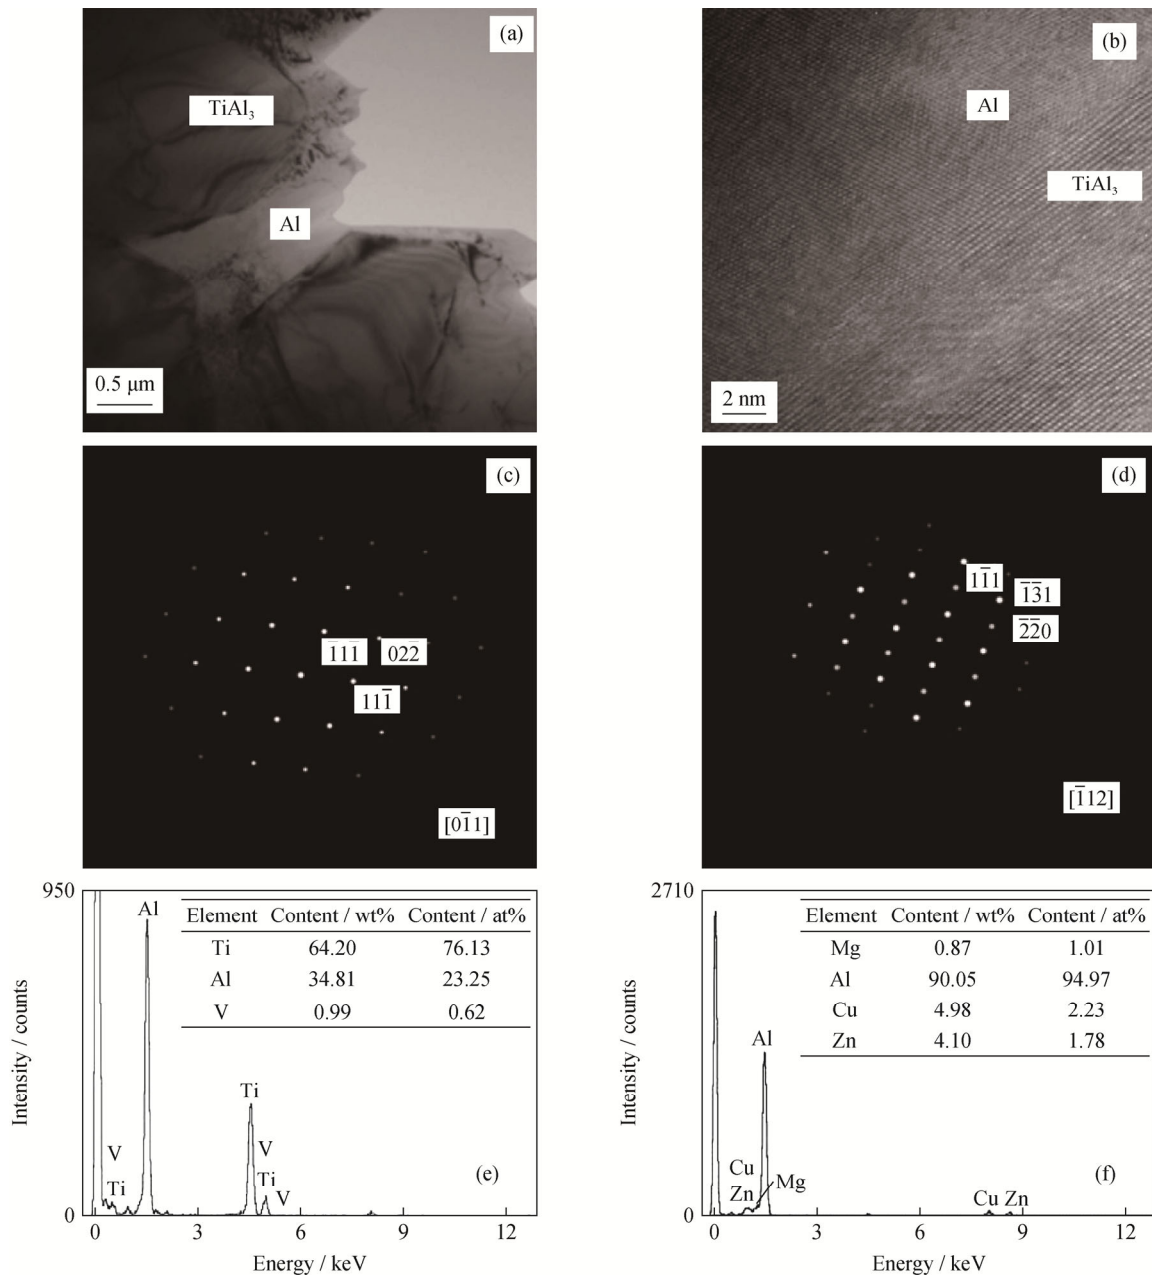 (a)
TiAl₃
Al
0.5 μm
(b)
Al
TiAl₃
2 nm
(c)
1̅11̅ 022̅
111̅
[01̅1]
(d)
11̅1
1̅3̅1
2̅2̅0
[1̅12]
950
Intensity / counts
0
Al
Element Content / wt% Content / at%
Ti 64.20 76.13
Al 34.81 23.25
V 0.99 0.62
Ti
V
V
Ti
Ti
V
(e)
0 3 6 9 12
Energy / keV
2710
Intensity / counts
0
Element Content / wt% Content / at%
Mg 0.87 1.01
Al 90.05 94.97
Cu 4.98 2.23
Zn 4.10 1.78
Al
Cu
Zn
Mg
Cu Zn
(f)
0 3 6 9 12
Energy / keV